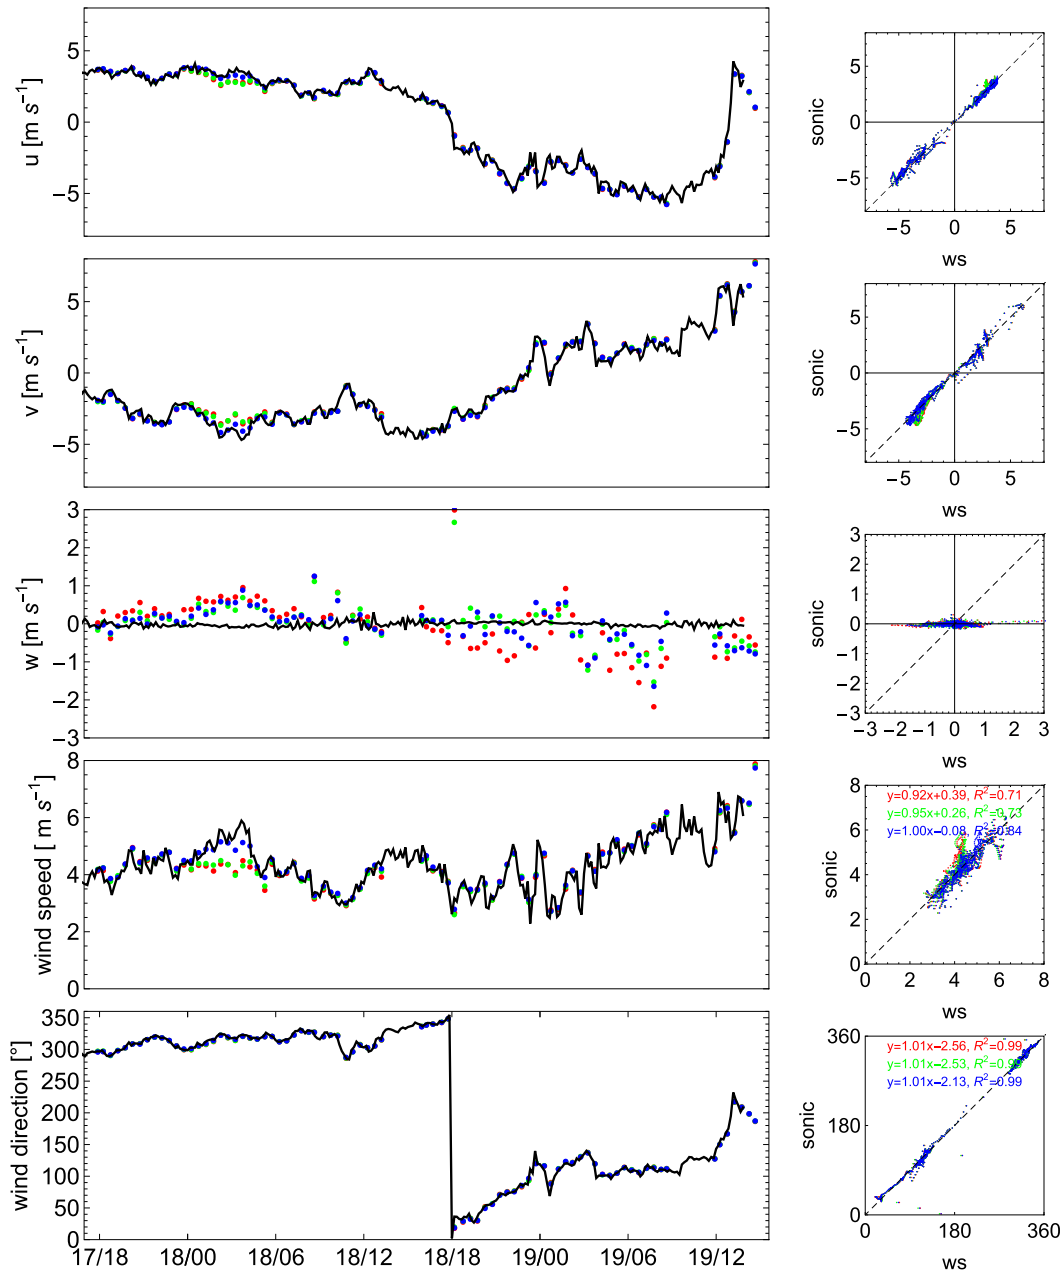 u [m s⁻¹]
5
0
−5
sonic
5
0
−5
−5 0 5
ws
v [m s⁻¹]
5
0
−5
sonic
5
0
−5
−5 0 5
ws
w [m s⁻¹]
3
2
1
0
−1
−2
−3
sonic
3
2
1
0
−1
−2
−3
−3 −2 −1 0 1 2 3
ws
wind speed [ m s⁻¹]
8
6
4
2
0
sonic
8
6
4
2
0
y=0.92x+0.39, R²=0.71
y=0.95x+0.26, R²=0.73
y=1.00x−0.08, R²=0.84
0 2 4 6 8
ws
wind direction [°]
350
300
250
200
150
100
50
0
17/18 18/00 18/06 18/12 18/18 19/00 19/06 19/12
sonic
360
180
0
y=1.01x−2.56, R²=0.99
y=1.01x−2.53, R²=0.99
y=1.01x−2.13, R²=0.99
0 180 360
ws